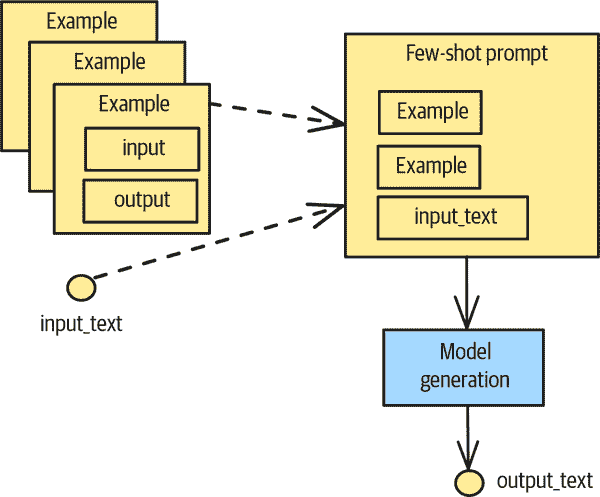 Example
Example
Example
input
output
input_text
Few-shot prompt
Example
Example
input_text
Model
generation
output_text